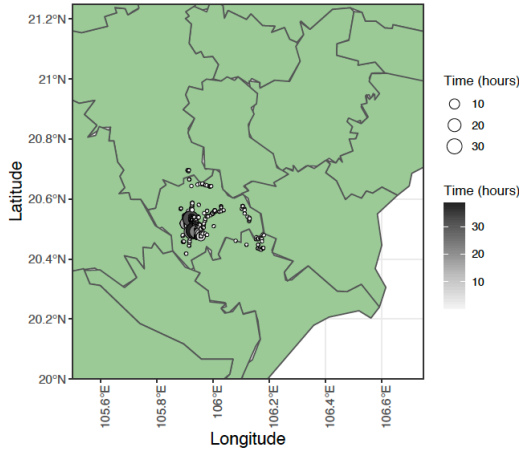 21.2°N
21°N
20.8°N
20.6°N
20.4°N
20.2°N
20°N
Latitude
105.6°E
105.8°E
106°E
106.2°E
106.4°E
106.6°E
Longitude
Time (hours)
10
20
30
Time (hours)
30
20
10